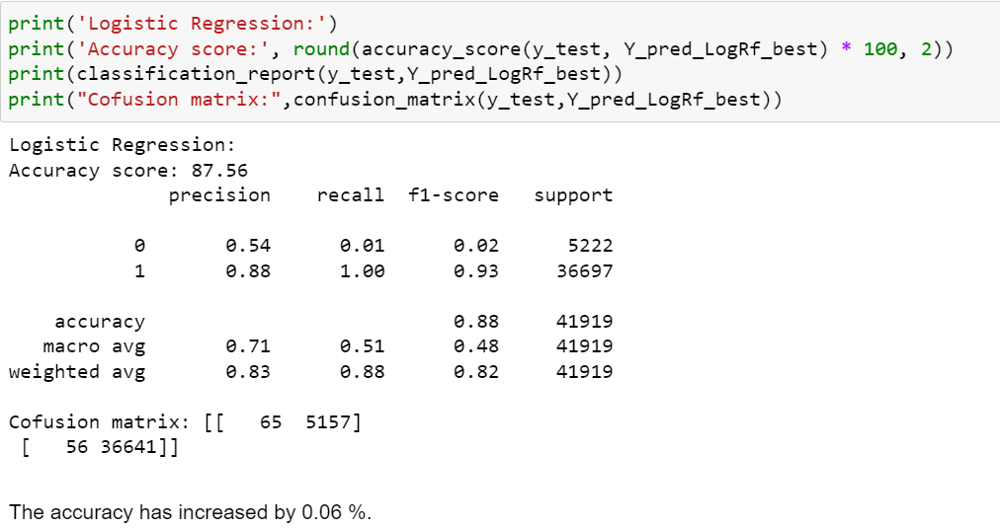 print('Logistic Regression:')
print('Accuracy score:', round(accuracy_score(y_test, Y_pred_LogRf_best) * 100, 2))
print(classification_report(y_test,Y_pred_LogRf_best))
print("Cofusion matrix:",confusion_matrix(y_test,Y_pred_LogRf_best))
Logistic Regression:
Accuracy score: 87.56
precision    recall  f1-score   support
0       0.54      0.01      0.02      5222
1       0.88      1.00      0.93     36697
accuracy                           0.88     41919
macro avg       0.71      0.51      0.48     41919
weighted avg       0.83      0.88      0.82     41919
Cofusion matrix: [[   65  5157]
[   56 36641]]
The accuracy has increased by 0.06 %.